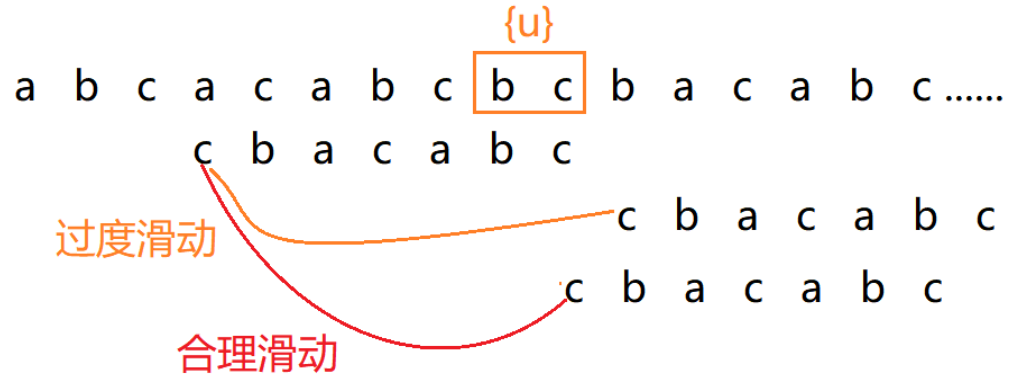 {u}
a b c a c a b c b c b a c a b c ......
c b a c a b c
c b a c a b c
过度滑动
c b a c a b c
合理滑动